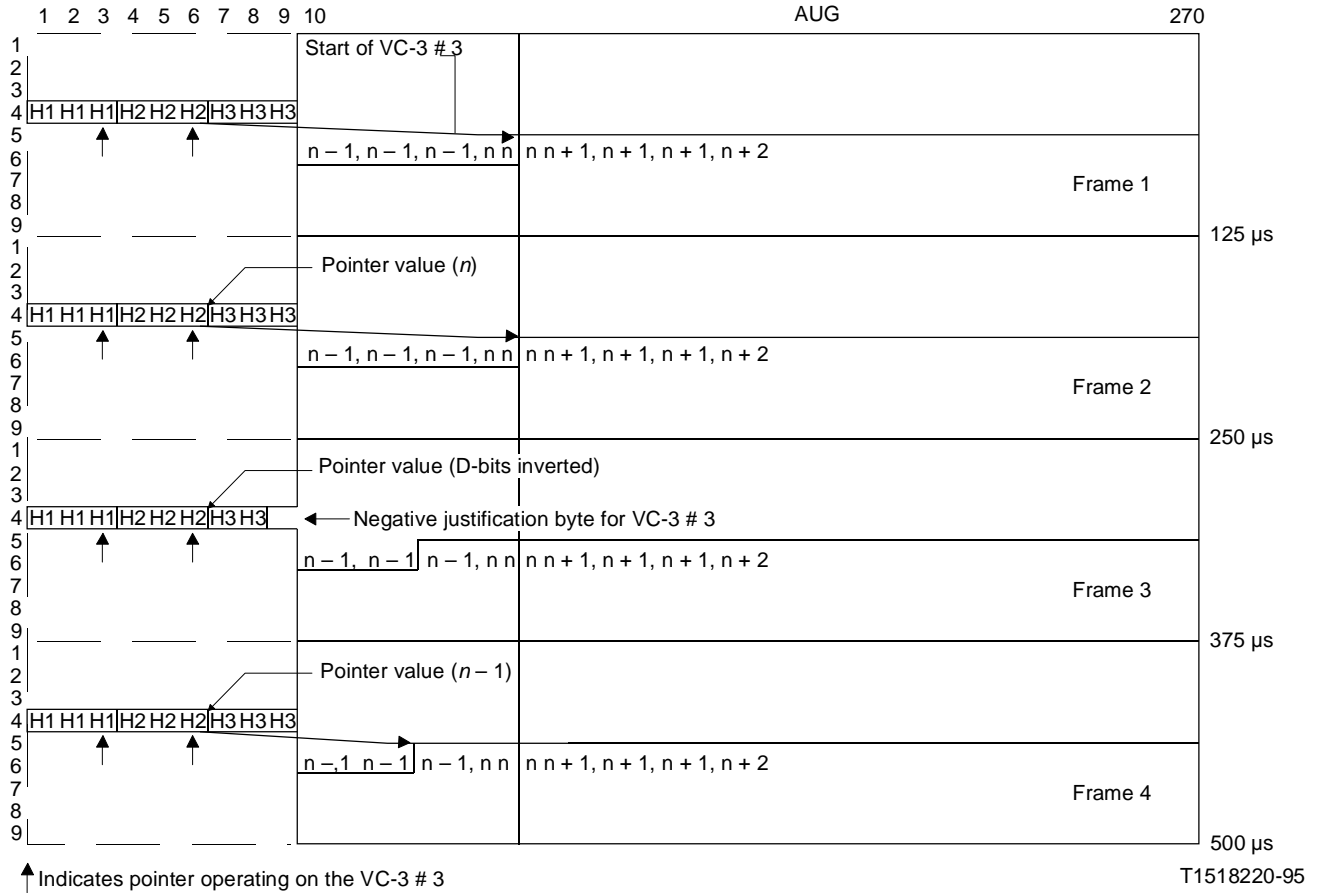 1 2 3 4 5 6 7 8 9 10 AUG 270
1
Start of VC-3 # 3
2
3
4 H1 H1 H1 H2 H2 H2 H3 H3 H3
5
6 n – 1, n – 1, n – 1, n n n n + 1, n + 1, n + 1, n + 2
7 Frame 1
8
9
125 µs
1
2 Pointer value (n)
3
4 H1 H1 H1 H2 H2 H2 H3 H3 H3
5
6 n – 1, n – 1, n – 1, n n n n + 1, n + 1, n + 1, n + 2
7 Frame 2
8
9
250 µs
1
2 Pointer value (D-bits inverted)
3
4 H1 H1 H1 H2 H2 H2 H3 H3 Negative justification byte for VC-3 # 3
5
6 n – 1, n – 1 n – 1, n n n n + 1, n + 1, n + 1, n + 2
7 Frame 3
8
9
375 µs
1
2 Pointer value (n – 1)
3
4 H1 H1 H1 H2 H2 H2 H3 H3 H3
5
6 n –,1 n – 1 n – 1, n n n n + 1, n + 1, n + 1, n + 2
7 Frame 4
8
9
500 µs
Indicates pointer operating on the VC-3 # 3 T1518220-95